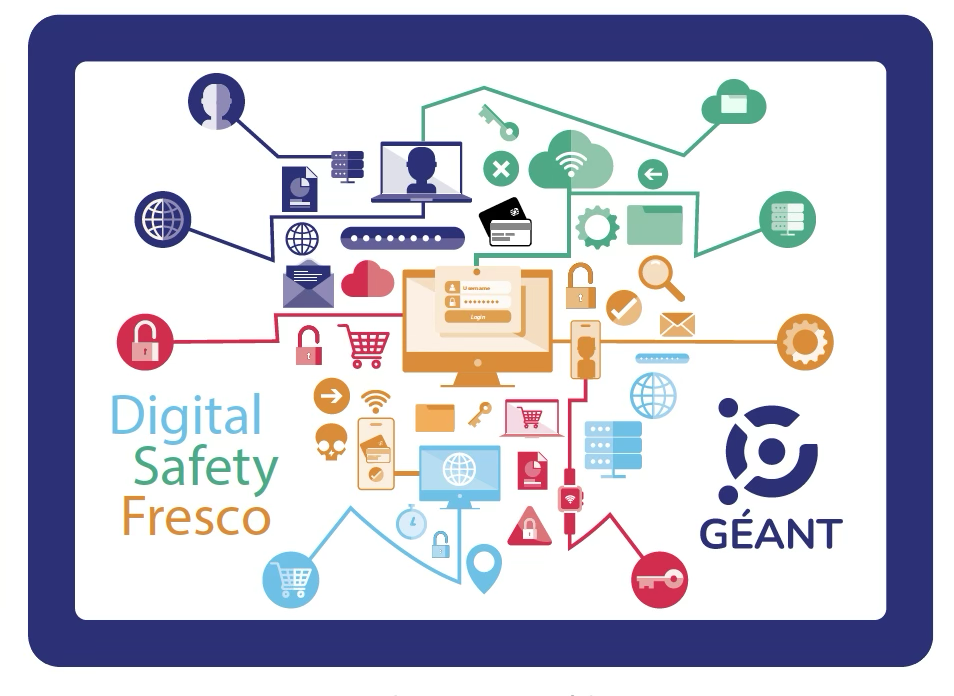 Username
Login
Digital
Safety
Fresco
GÉANT